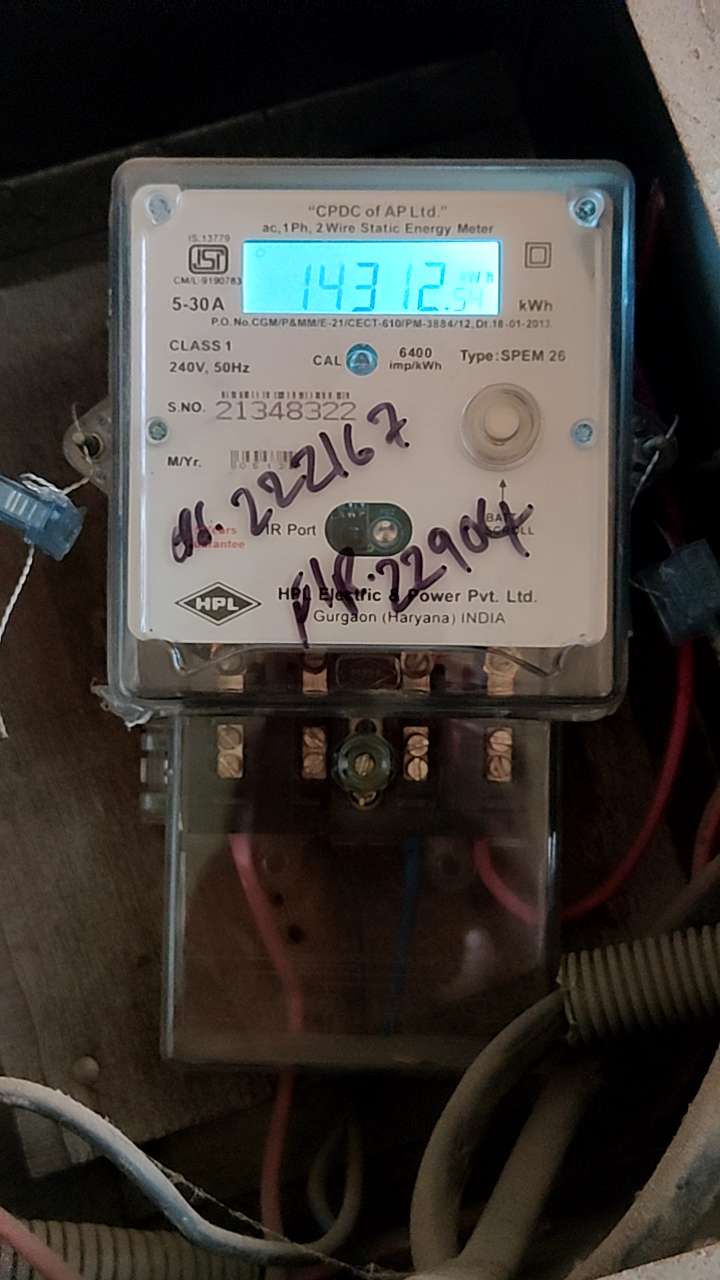 "CPDC of AP Ltd."
ac, 1Ph, 2 Wire Static Energy Meter
IS.13779
ISI
CM/L-9190783
14312.54
kWh
5-30A
kWh
P.O.No.CGM/P&MM/E-21/CECT-610/PM-3884/12, Dt.18-01-2013
CLASS 1
240V, 50Hz
CAL
6400
imp/kWh
Type:SPEM 26
S.NO.
21348322
M/Yr.
222167
IR Port
22904
HPL
HPL Electric & Power Pvt. Ltd.
Gurgaon (Haryana) INDIA